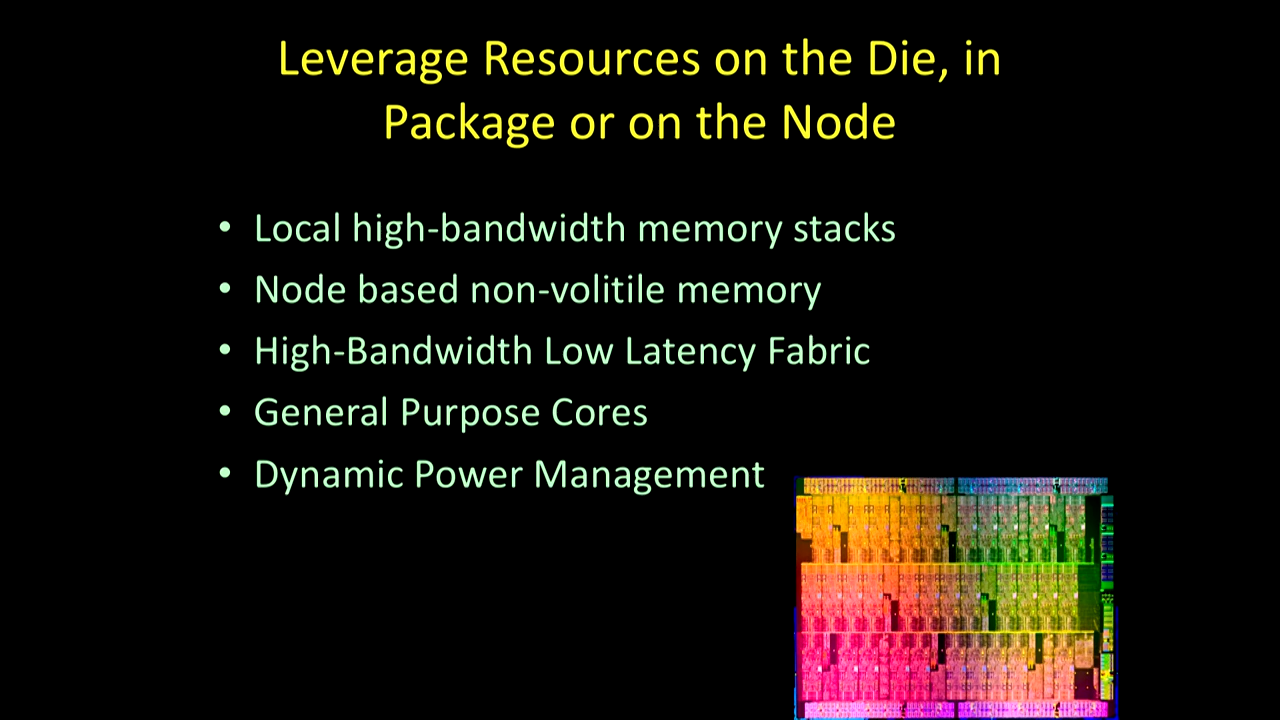 Leverage Resources on the Die, in
Package or on the Node
• Local high-bandwidth memory stacks
• Node based non-volitile memory
• High-Bandwidth Low Latency Fabric
• General Purpose Cores
• Dynamic Power Management